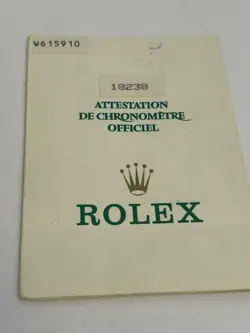 W615910
18238
ATTESTATION
DE CHRONOMÈTRE
OFFICIEL
ROLEX